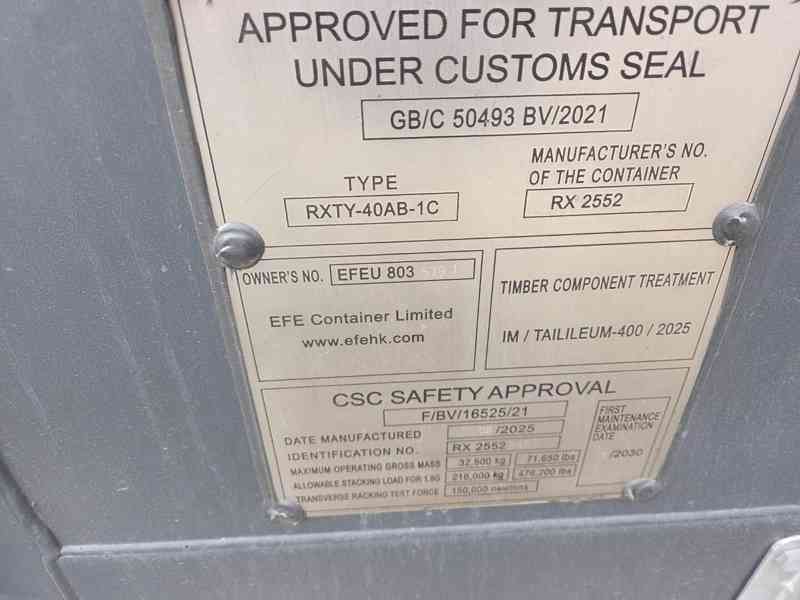 APPROVED FOR TRANSPORT
UNDER CUSTOMS SEAL
GB/C 50493 BV/2021
TYPE
RXTY-40AB-1C
MANUFACTURER'S NO.
OF THE CONTAINER
RX 2552
OWNER'S NO. EFEU 803
EFE Container Limited
www.efehk.com
TIMBER COMPONENT TREATMENT
IM / TAILILEUM-400 / 2025
CSC SAFETY APPROVAL
F/BV/16525/21
DATE MANUFACTURED /2025
IDENTIFICATION NO. RX 2552
MAXIMUM OPERATING GROSS MASS 32,500 kg 71,650 lbs
ALLOWABLE STACKING LOAD FOR 1.8G 216,000 kg 476,200 lbs
TRANSVERSE RACKING TEST FORCE 150,000 newtons
FIRST
MAINTENANCE
EXAMINATION
DATE
/2030